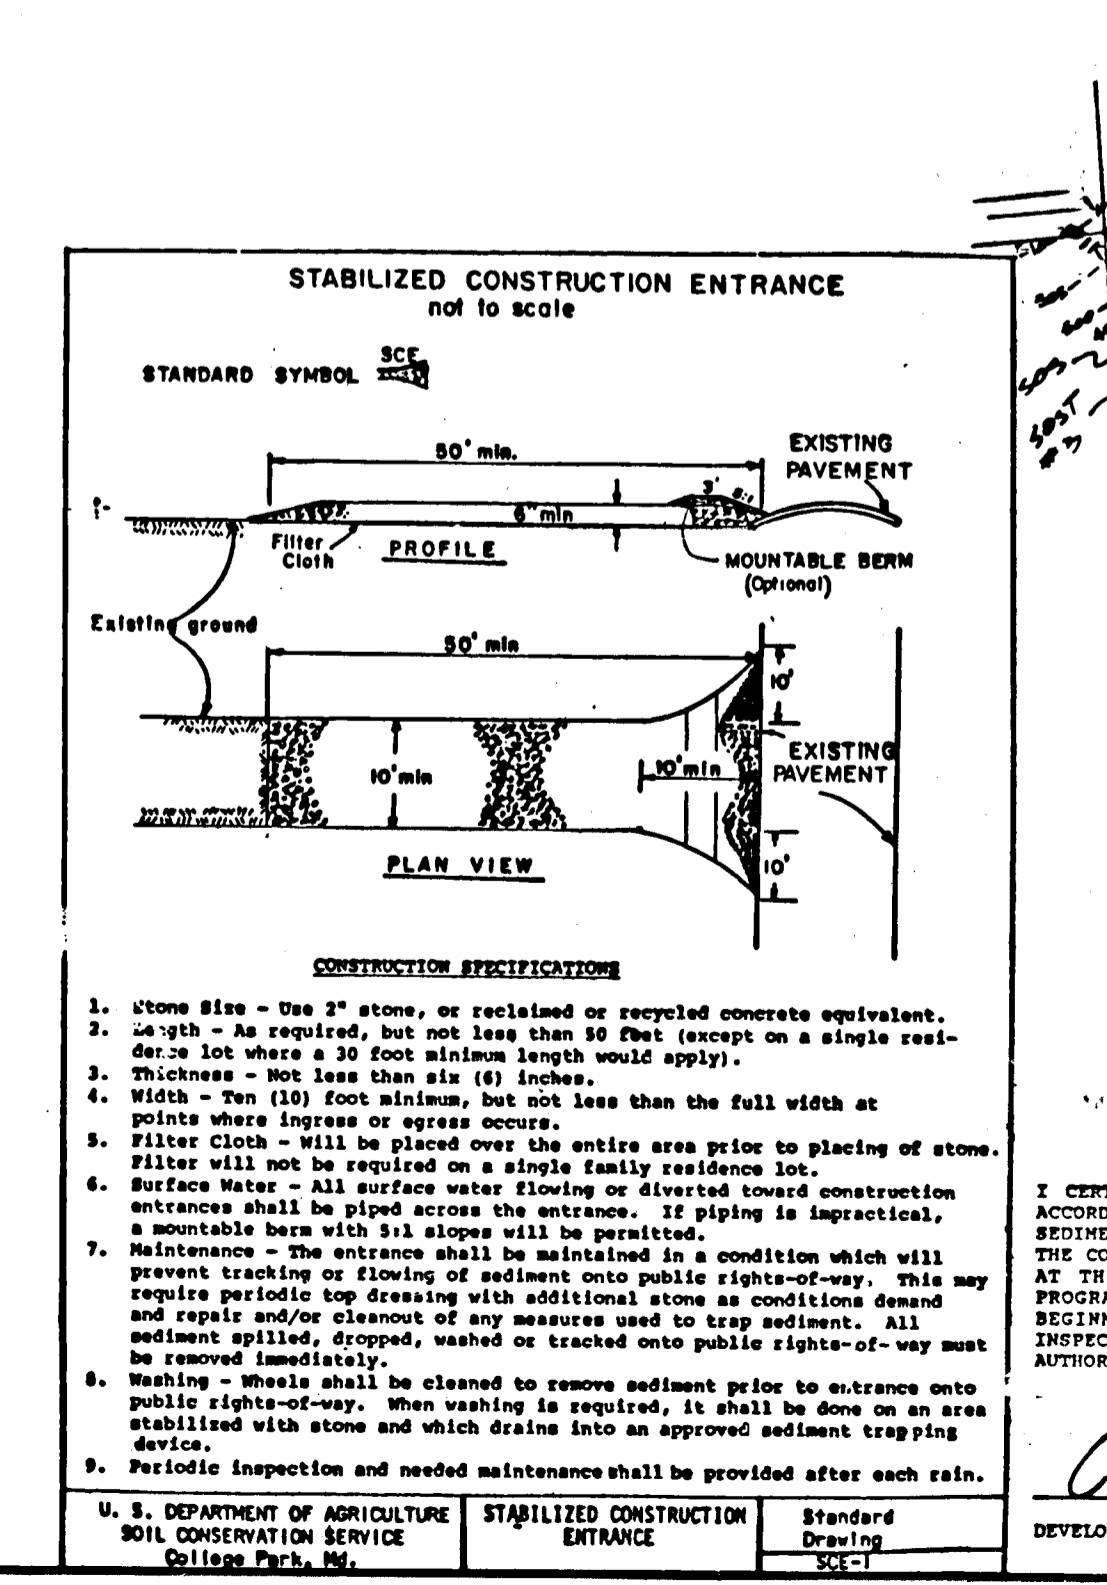 STABILIZED CONSTRUCTION ENTRANCE
not to scale
SCE
STANDARD SYMBOL
50' min.
EXISTING
PAVEMENT
3'
5:1
6" min
Filter
Cloth
PROFILE
MOUNTABLE BERM
(Optional)
Existing ground
50' min
10'
EXISTING
PAVEMENT
10' min
10' min
10'
PLAN VIEW
CONSTRUCTION SPECIFICATIONS
1. Stone Size - Use 2" stone, or reclaimed or recycled concrete equivalent.
2. Length - As required, but not less than 50 feet (except on a single resi-
dence lot where a 30 foot minimum length would apply).
3. Thickness - Not less than six (6) inches.
4. Width - Ten (10) foot minimum, but not less than the full width at
points where ingress or egress occurs.
5. Filter Cloth - Will be placed over the entire area prior to placing of stone.
Filter will not be required on a single family residence lot.
6. Surface Water - All surface water flowing or diverted toward construction
entrances shall be piped across the entrance. If piping is impractical,
a mountable berm with 5:1 slopes will be permitted.
7. Maintenance - The entrance shall be maintained in a condition which will
prevent tracking or flowing of sediment onto public rights-of-way. This may
require periodic top dressing with additional stone as conditions demand
and repair and/or cleanout of any measures used to trap sediment. All
sediment spilled, dropped, washed or tracked onto public rights-of-way must
be removed immediately.
8. Washing - Wheels shall be cleaned to remove sediment prior to entrance onto
public rights-of-way. When washing is required, it shall be done on an area
stabilized with stone and which drains into an approved sediment trapping
device.
9. Periodic inspection and needed maintenance shall be provided after each rain.
U. S. DEPARTMENT OF AGRICULTURE
SOIL CONSERVATION SERVICE
College Park, Md.
STABILIZED CONSTRUCTION
ENTRANCE
Standard
Drawing
SCE-1
I CERT
ACCORD
SEDIME
THE CO
AT TH
PROGRA
BEGINN
INSPEC
AUTHOR
DEVELO